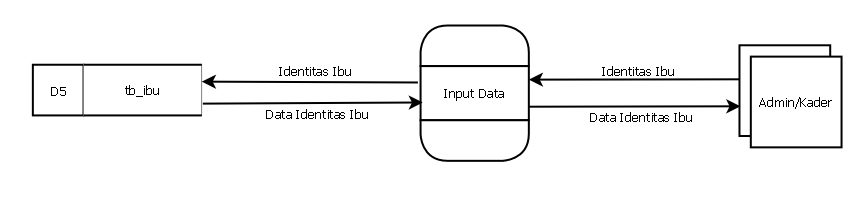 Identitas Ibu
Identitas Ibu
D5
tb_ibu
Input Data
Admin/Kader
Data Identitas Ibu
Data Identitas Ibu